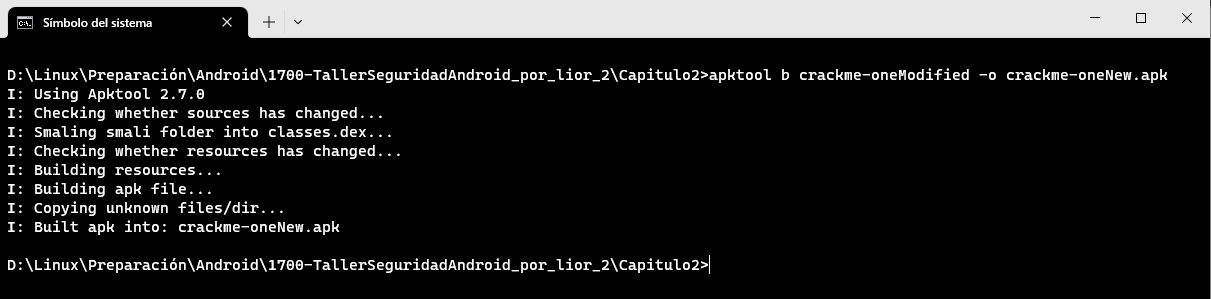 Símbolo del sistema
D:\Linux\Preparación\Android\1700-TallerSeguridadAndroid_por_lior_2\Capitulo2>apktool b crackme-oneModified -o crackme-oneNew.apk
I: Using Apktool 2.7.0
I: Checking whether sources has changed...
I: Smaling smali folder into classes.dex...
I: Checking whether resources has changed...
I: Building resources...
I: Building apk file...
I: Copying unknown files/dir...
I: Built apk into: crackme-oneNew.apk
D:\Linux\Preparación\Android\1700-TallerSeguridadAndroid_por_lior_2\Capitulo2>